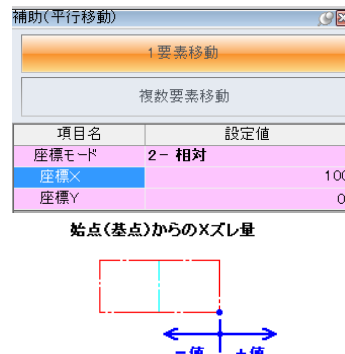 補助(平行移動)
1要素移動
複数要素移動
項目名 設定値
座標モード 2- 相対
座標X 100
座標Y 0
始点(基点)からのXズレ量
-値 +値